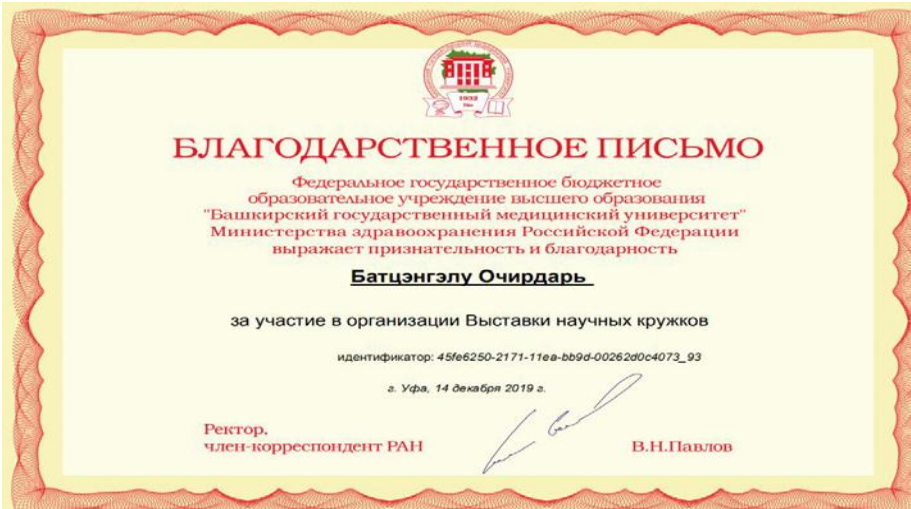 1932
Уфа
БЛАГОДАРСТВЕННОЕ ПИСЬМО
Федеральное государственное бюджетное
образовательное учреждение высшего образования
"Башкирский государственный медицинский университет"
Министерства здравоохранения Российской Федерации
выражает признательность и благодарность
Батцэнгэлу Очирдарь
за участие в организации Выставки научных кружков
идентификатор: 45fe6250-2171-11ea-bb9d-00262d0c4073_93
г. Уфа, 14 декабря 2019 г.
Ректор,
член-корреспондент РАН
В.Н.Павлов